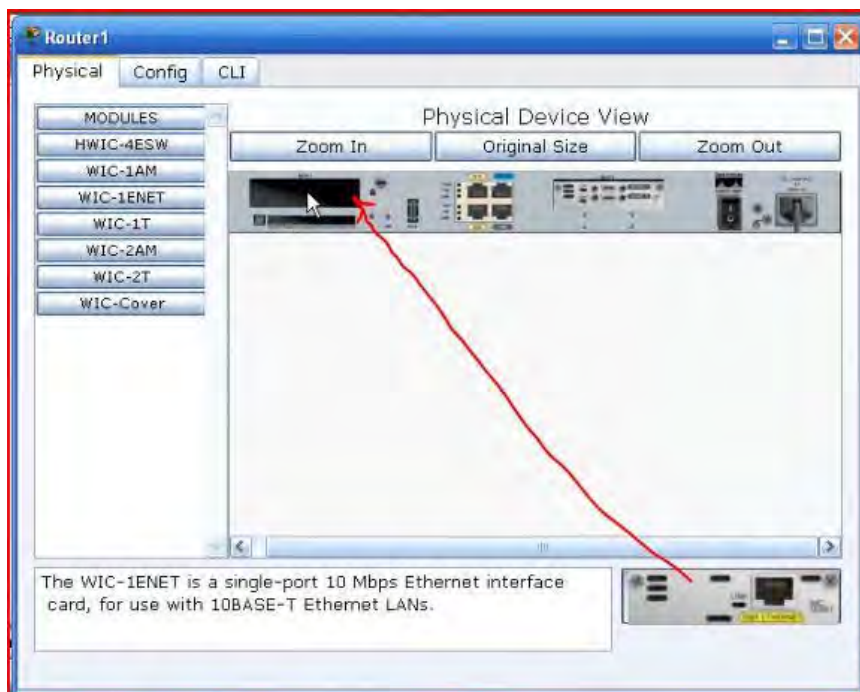 Router1
Physical Config CLI
MODULES
HWIC-4ESW
WIC-1AM
WIC-1ENET
WIC-1T
WIC-2AM
WIC-2T
WIC-Cover
Physical Device View
Zoom In Original Size Zoom Out
The WIC-1ENET is a single-port 10 Mbps Ethernet interface
card, for use with 10BASE-T Ethernet LANs.